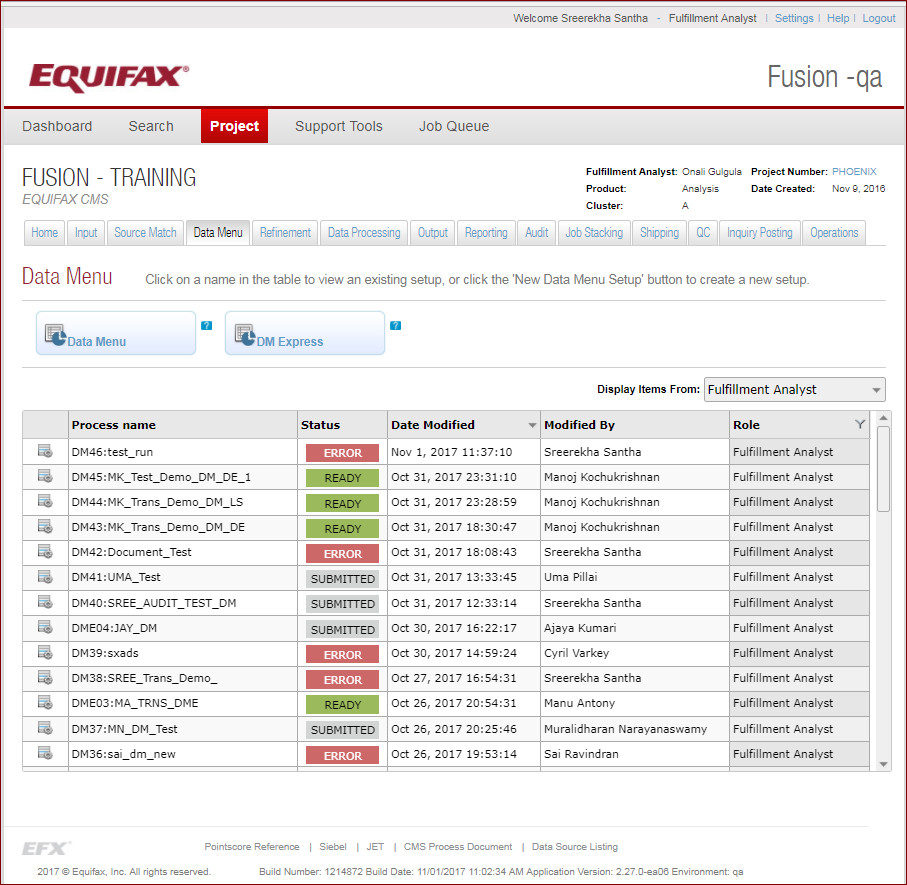 Welcome Sreerekha Santha - Fulfillment Analyst | Settings | Help | Logout
EQUIFAX®
Fusion -qa
Dashboard Search Project Support Tools Job Queue
FUSION - TRAINING
EQUIFAX CMS
Fulfillment Analyst: Onali Gulgula Project Number: PHOENIX
Product: Analysis Date Created: Nov 9, 2016
Cluster: A
Home Input Source Match Data Menu Refinement Data Processing Output Reporting Audit Job Stacking Shipping QC Inquiry Posting Operations
Data Menu Click on a name in the table to view an existing setup, or click the 'New Data Menu Setup' button to create a new setup.
Data Menu ? DM Express ?
Display Items From: Fulfillment Analyst
Process name Status Date Modified Modified By Role
DM46:test_run ERROR Nov 1, 2017 11:37:10 Sreerekha Santha Fulfillment Analyst
DM45:MK_Test_Demo_DM_DE_1 READY Oct 31, 2017 23:31:10 Manoj Kochukrishnan Fulfillment Analyst
DM44:MK_Trans_Demo_DM_LS READY Oct 31, 2017 23:28:59 Manoj Kochukrishnan Fulfillment Analyst
DM43:MK_Trans_Demo_DM_DE READY Oct 31, 2017 18:30:47 Manoj Kochukrishnan Fulfillment Analyst
DM42:Document_Test ERROR Oct 31, 2017 18:08:43 Sreerekha Santha Fulfillment Analyst
DM41:UMA_Test SUBMITTED Oct 31, 2017 13:33:45 Uma Pillai Fulfillment Analyst
DM40:SREE_AUDIT_TEST_DM SUBMITTED Oct 31, 2017 12:33:14 Sreerekha Santha Fulfillment Analyst
DME04:JAY_DM SUBMITTED Oct 30, 2017 16:22:17 Ajaya Kumari Fulfillment Analyst
DM39:sxads ERROR Oct 30, 2017 14:59:24 Cyril Varkey Fulfillment Analyst
DM38:SREE_Trans_Demo_ ERROR Oct 27, 2017 16:54:31 Sreerekha Santha Fulfillment Analyst
DME03:MA_TRNS_DME READY Oct 26, 2017 20:54:31 Manu Antony Fulfillment Analyst
DM37:MN_DM_Test SUBMITTED Oct 26, 2017 20:25:46 Muralidharan Narayanaswamy Fulfillment Analyst
DM36:sai_dm_new ERROR Oct 26, 2017 19:53:14 Sai Ravindran Fulfillment Analyst
EFX® Pointscore Reference | Siebel | JET | CMS Process Document | Data Source Listing
2017 © Equifax, Inc. All rights reserved. Build Number: 1214872 Build Date: 11/01/2017 11:02:34 AM Application Version: 2.27.0-ea06 Environment: qa